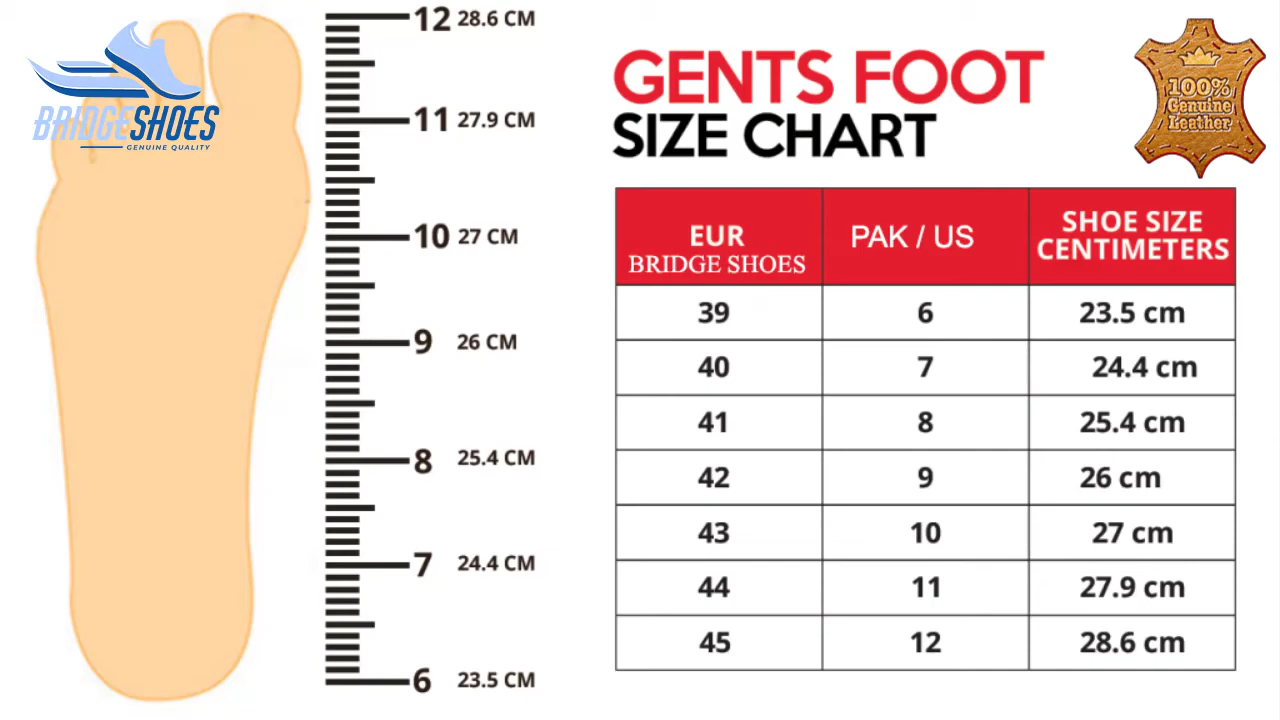 BRIDGESHOES
GENUINE QUALITY
12 28.6 CM
11 27.9 CM
10 27 CM
9 26 CM
8 25.4 CM
7 24.4 CM
6 23.5 CM
GENTS FOOT
SIZE CHART
100%
Genuine
Leather
EUR
BRIDGE SHOES
PAK / US
SHOE SIZE
CENTIMETERS
39 6 23.5 cm
40 7 24.4 cm
41 8 25.4 cm
42 9 26 cm
43 10 27 cm
44 11 27.9 cm
45 12 28.6 cm